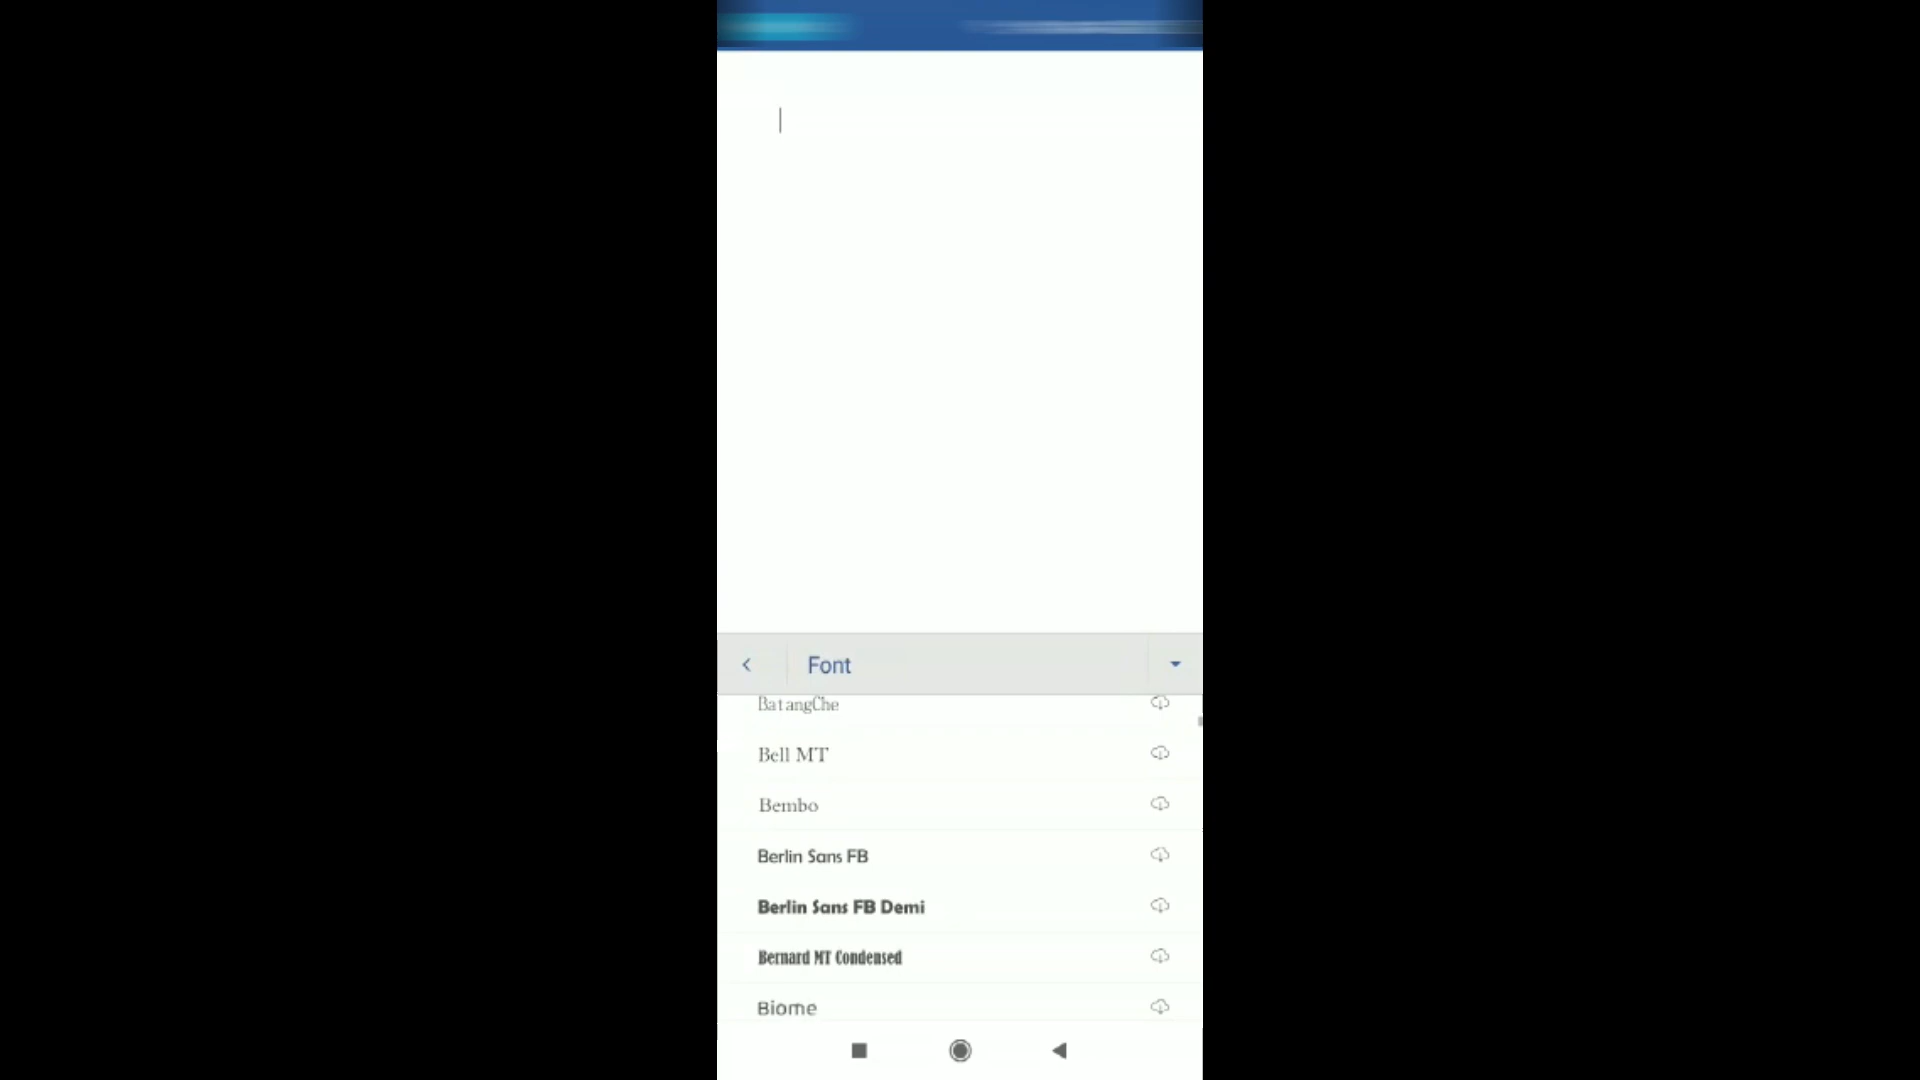 Font
BatangChe
Bell MT
Bembo
Berlin Sans FB
Berlin Sans FB Demi
Bernard MT Condensed
Biome